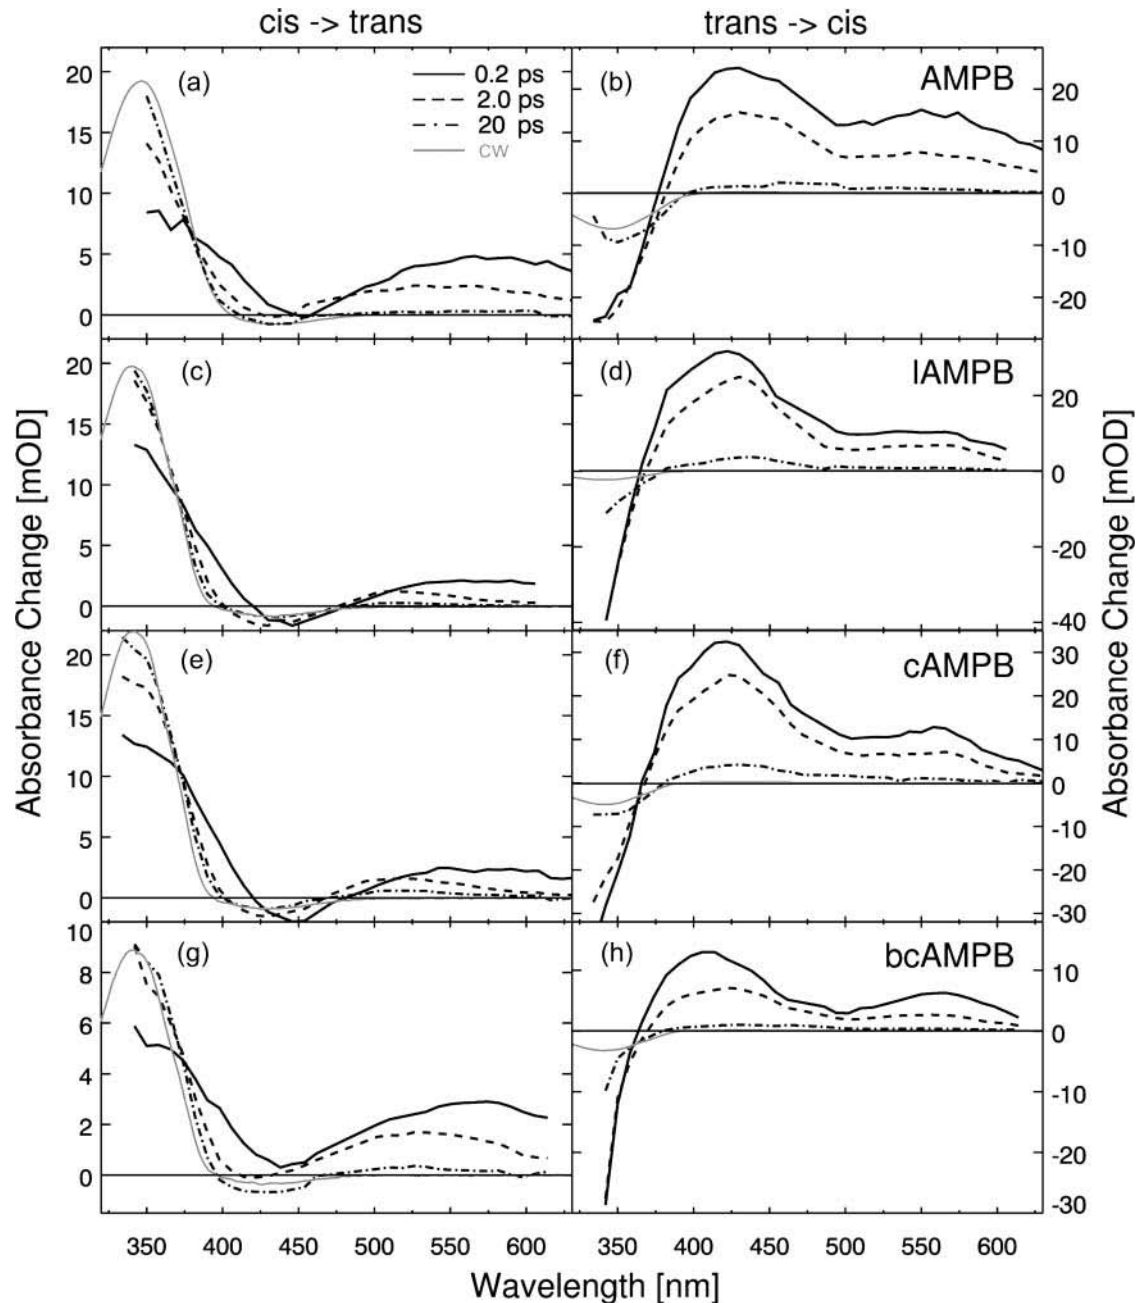 cis -> trans
trans -> cis
(a)
0.2 ps
2.0 ps
20 ps
cw
(b)
AMPB
20
15
10
5
0
20
10
0
-10
-20
(c)
(d)
lAMPB
20
15
10
5
0
20
0
-20
-40
(e)
(f)
cAMPB
20
15
10
5
0
30
20
10
0
-10
-20
-30
(g)
(h)
bcAMPB
10
8
6
4
2
0
10
0
-10
-20
-30
Absorbance Change [mOD]
Absorbance Change [mOD]
350 400 450 500 550 600
350 400 450 500 550 600
Wavelength [nm]